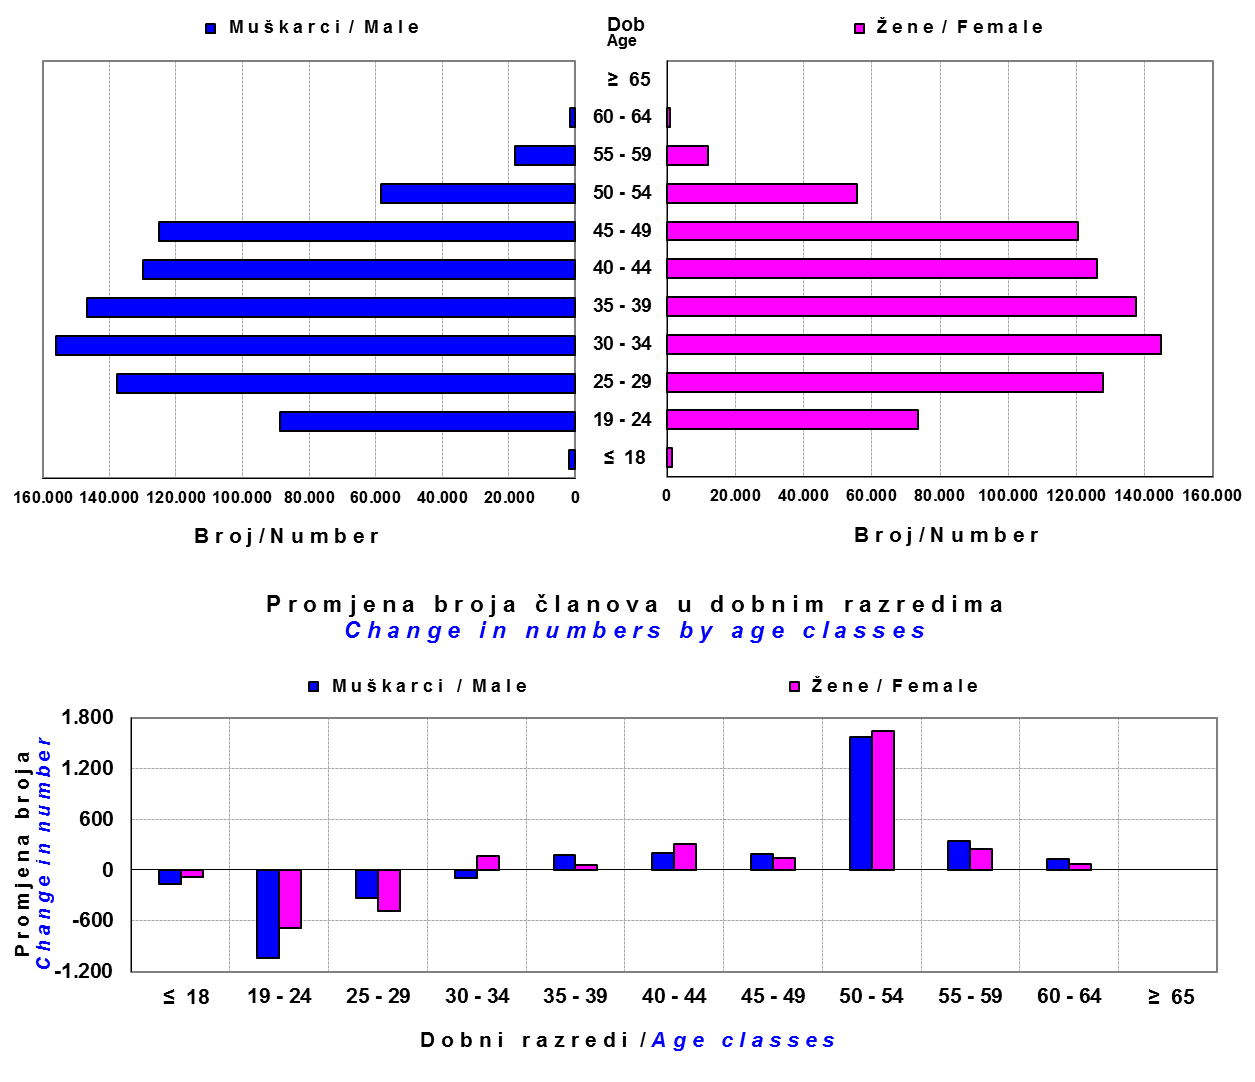 Muškarci / Male
Dob
Age
Žene / Female
≥ 65
60 - 64
55 - 59
50 - 54
45 - 49
40 - 44
35 - 39
30 - 34
25 - 29
19 - 24
≤ 18
160.000 140.000 120.000 100.000 80.000 60.000 40.000 20.000 0
0 20.000 40.000 60.000 80.000 100.000 120.000 140.000 160.000
Broj/Number
Broj/Number
Promjena broja članova u dobnim razredima
Change in numbers by age classes
Muškarci / Male
Žene / Female
Promjena broja
Change in number
1.800
1.200
600
0
-600
-1.200
≤ 18 19 - 24 25 - 29 30 - 34 35 - 39 40 - 44 45 - 49 50 - 54 55 - 59 60 - 64 ≥ 65
Dobni razredi /Age classes